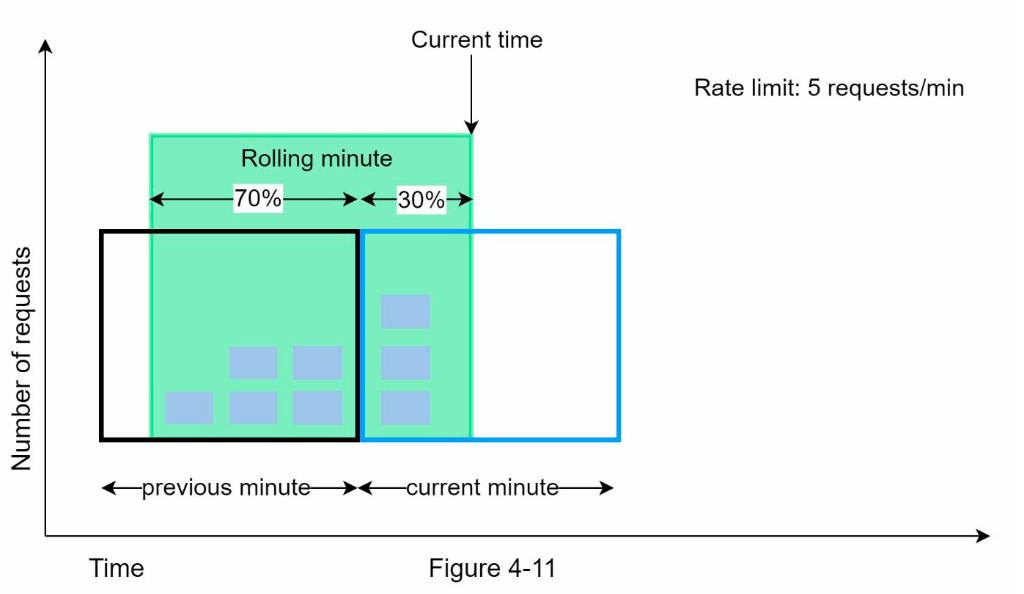 Current time
Rate limit: 5 requests/min
Rolling minute
70%
30%
Number of requests
previous minute
current minute
Time
Figure 4-11